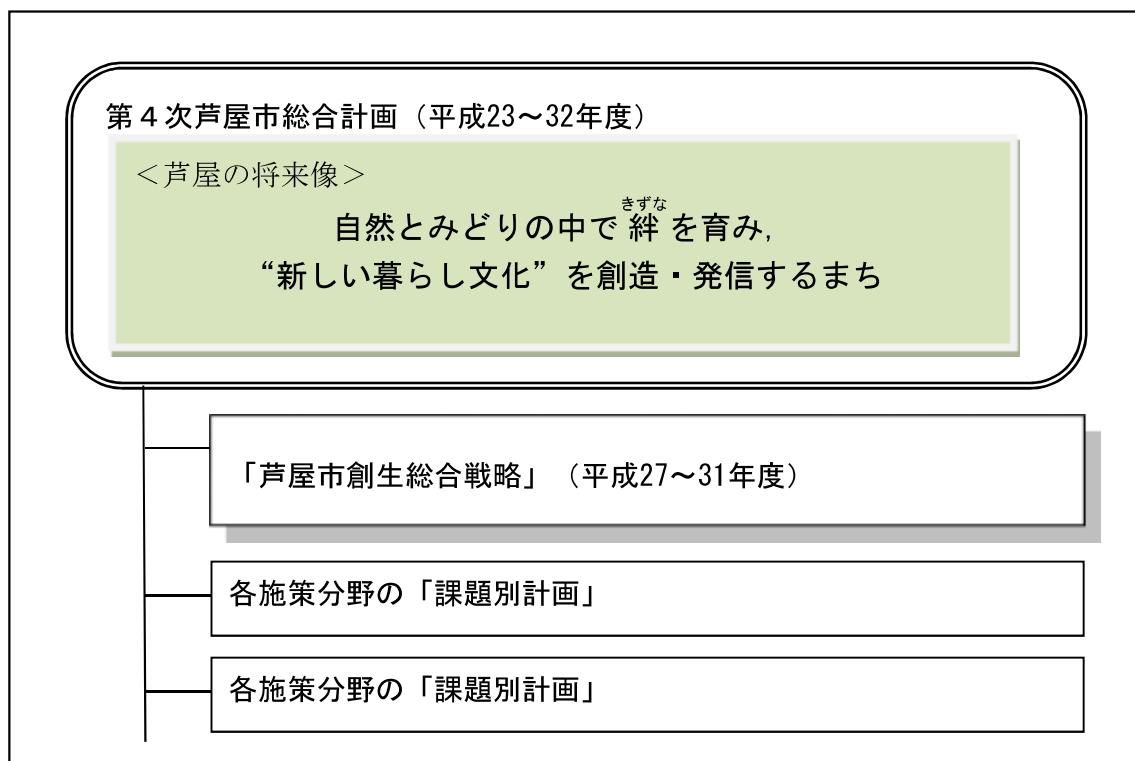 第４次芦屋市総合計画（平成23～32年度）
＜芦屋の将来像＞
きずな
自然とみどりの中で絆を育み,
“新しい暮らし文化”を創造・発信するまち
「芦屋市創生総合戦略」（平成27～31年度）
各施策分野の「課題別計画」
各施策分野の「課題別計画」